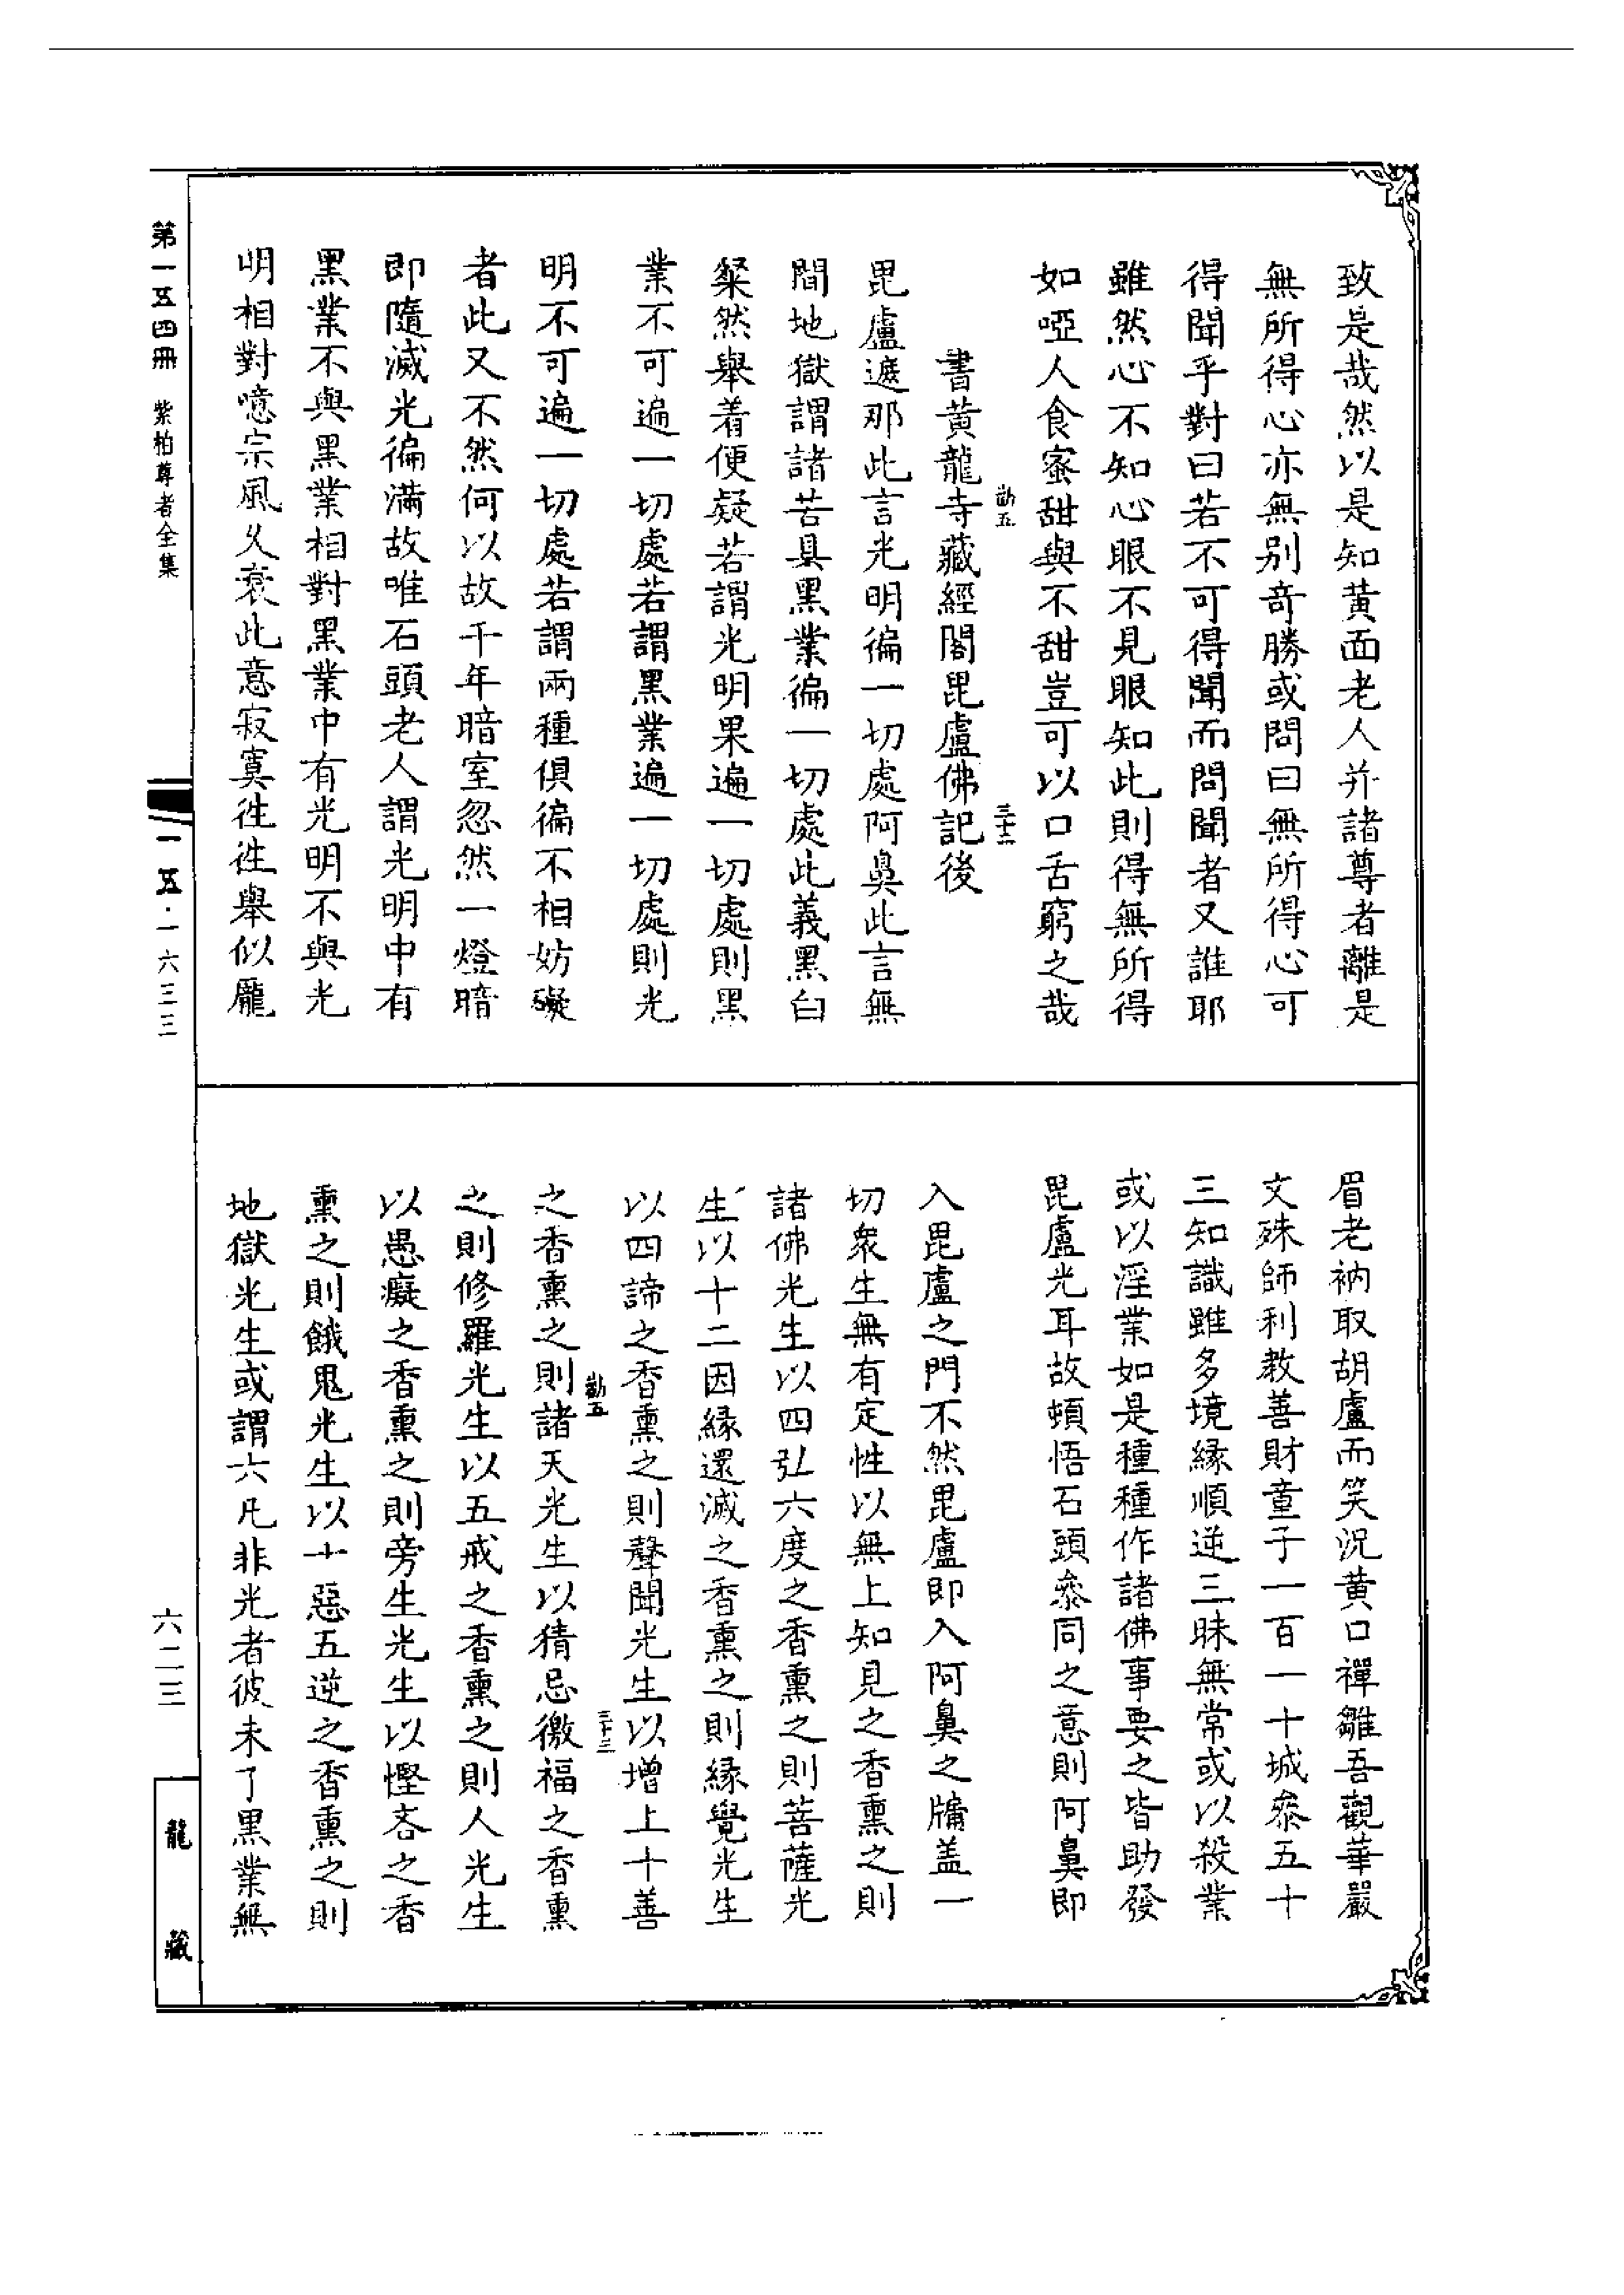 致是哉然以是知黃面老人并諸尊者離是
無所得心亦無別奇勝或問曰無所得心可
得聞乎對曰若不可得聞而問聞者又誰耶
雖然心不知心眼不見眼知此則得無所得
如啞人食蜜甜與不甜豈可以口舌窮之哉
勸五
三十二
書黃龍寺藏經閣毘盧佛記後
毘盧遮那此言光明徧一切處阿鼻此言無
間地獄謂諸苦具黑業徧一切處此義黑白
粲然舉着便疑若謂光明果遍一切處則黑
業不可遍一切處若謂黑業遍一切處則光
明不可遍一切處若謂兩種俱徧不相妨礙
者此又不然何以故千年暗室忽然一燈暗
即隨滅光徧滿故唯石頭老人謂光明中有
黑業不與黑業相對黑業中有光明不與光
明相對噫宗風久衰此意寂寞徃徃舉似龐
眉老衲取胡盧而笑況黃口禪雛吾觀華嚴
文殊師利教善財童子一百一十城叅五十
三知識雖多境緣順逆三昧無常或以殺業
或以淫業如是種種作諸佛事要之皆助發
毘盧光耳故頓悟石頭叅同之意則阿鼻即
入毘盧之門不然毘盧即入阿鼻之牗盖一
切衆生無有定性以無上知見之香熏之則
諸佛光生以四弘六度之香熏之則菩薩光
生以十二因緣還滅之香熏之則緣覺光生
以四諦之香熏之則聲聞光生以增上十善
勸五
三十三
之香熏之則諸天光生以猜忌徼福之香熏
之則修羅光生以五戒之香熏之則人光生
以愚癡之香熏之則旁生光生以慳吝之香
熏之則餓鬼光生以十惡五逆之香熏之則
地獄光生或謂六凡非光者彼未了黑業無
第一五四冊 紫柏尊者全集
一五·一六三三
六二三
龍藏